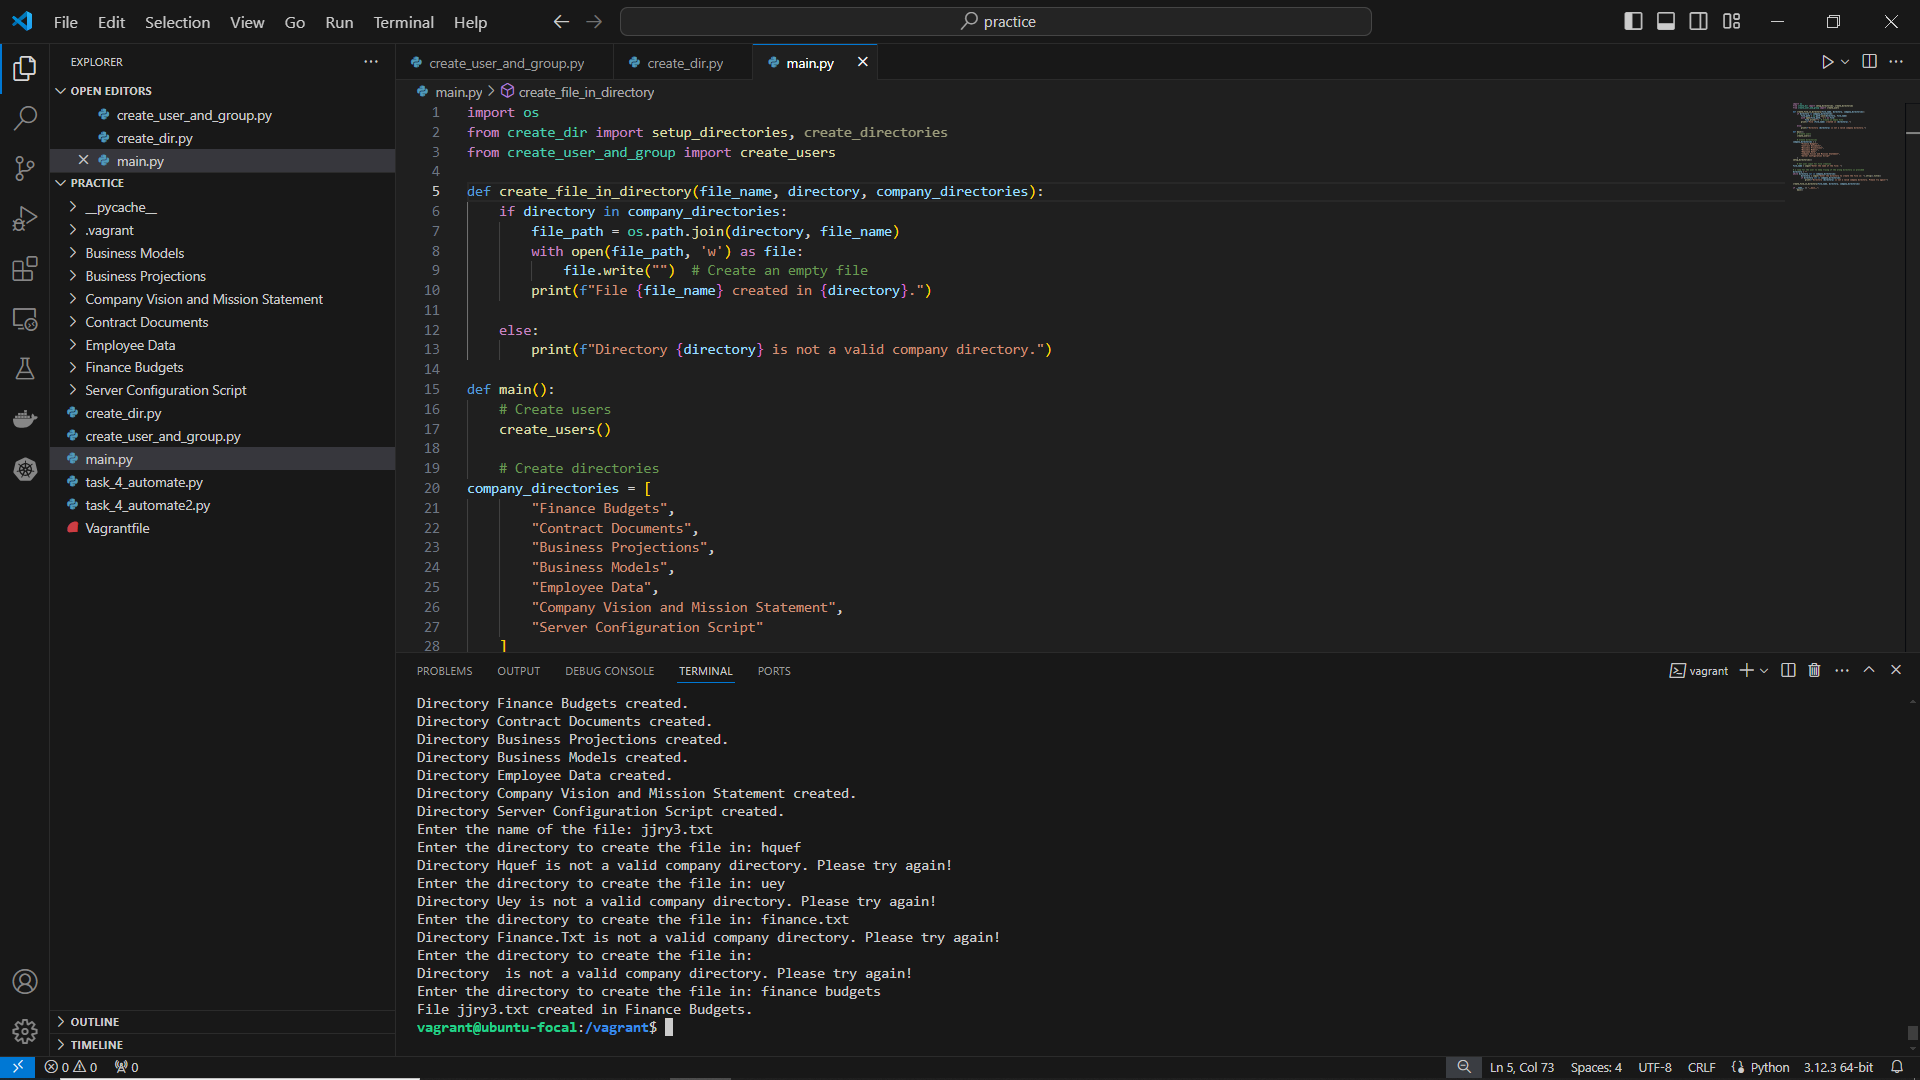 File Edit Selection View Go Run Terminal Help
practice
EXPLORER
OPEN EDITORS
create_user_and_group.py
create_dir.py
main.py
PRACTICE
__pycache__
.vagrant
Business Models
Business Projections
Company Vision and Mission Statement
Contract Documents
Employee Data
Finance Budgets
Server Configuration Script
create_dir.py
create_user_and_group.py
main.py
task_4_automate.py
task_4_automate2.py
Vagrantfile
OUTLINE
TIMELINE
create_user_and_group.py create_dir.py main.py
main.py > create_file_in_directory
1 import os
2 from create_dir import setup_directories, create_directories
3 from create_user_and_group import create_users
4
5 def create_file_in_directory(file_name, directory, company_directories):
6 if directory in company_directories:
7 file_path = os.path.join(directory, file_name)
8 with open(file_path, 'w') as file:
9 file.write("") # Create an empty file
10 print(f"File {file_name} created in {directory}.")
11
12 else:
13 print(f"Directory {directory} is not a valid company directory.")
14
15 def main():
16 # Create users
17 create_users()
18
19 # Create directories
20 company_directories = [
21 "Finance Budgets",
22 "Contract Documents",
23 "Business Projections",
24 "Business Models",
25 "Employee Data",
26 "Company Vision and Mission Statement",
27 "Server Configuration Script"
28 ]
PROBLEMS OUTPUT DEBUG CONSOLE TERMINAL PORTS
vagrant
Directory Finance Budgets created.
Directory Contract Documents created.
Directory Business Projections created.
Directory Business Models created.
Directory Employee Data created.
Directory Company Vision and Mission Statement created.
Directory Server Configuration Script created.
Enter the name of the file: jjry3.txt
Enter the directory to create the file in: hquef
Directory Hquef is not a valid company directory. Please try again!
Enter the directory to create the file in: uey
Directory Uey is not a valid company directory. Please try again!
Enter the directory to create the file in: finance.txt
Directory Finance.Txt is not a valid company directory. Please try again!
Enter the directory to create the file in:
Directory  is not a valid company directory. Please try again!
Enter the directory to create the file in: finance budgets
File jjry3.txt created in Finance Budgets.
vagrant@ubuntu-focal:/vagrant$
0 0 0 Ln 5, Col 73 Spaces: 4 UTF-8 CRLF Python 3.12.3 64-bit